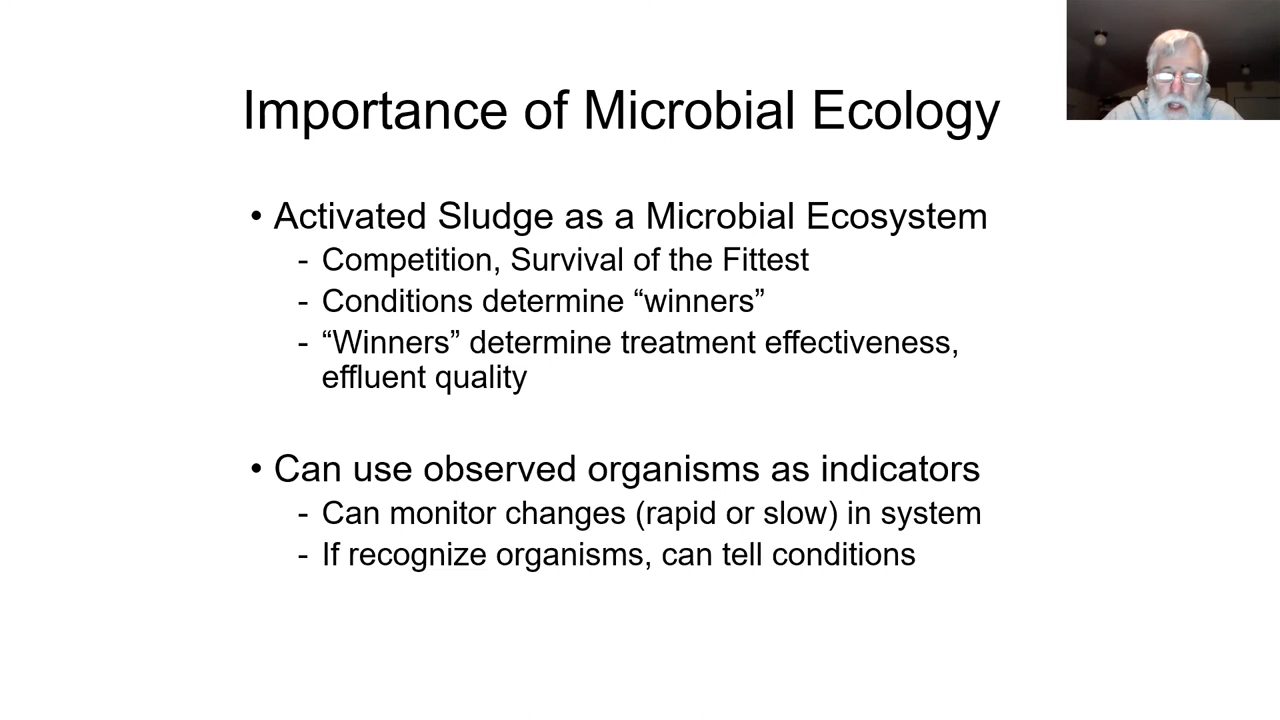 Importance of Microbial Ecology
• Activated Sludge as a Microbial Ecosystem
- Competition, Survival of the Fittest
- Conditions determine “winners”
- “Winners” determine treatment effectiveness,
effluent quality
• Can use observed organisms as indicators
- Can monitor changes (rapid or slow) in system
- If recognize organisms, can tell conditions